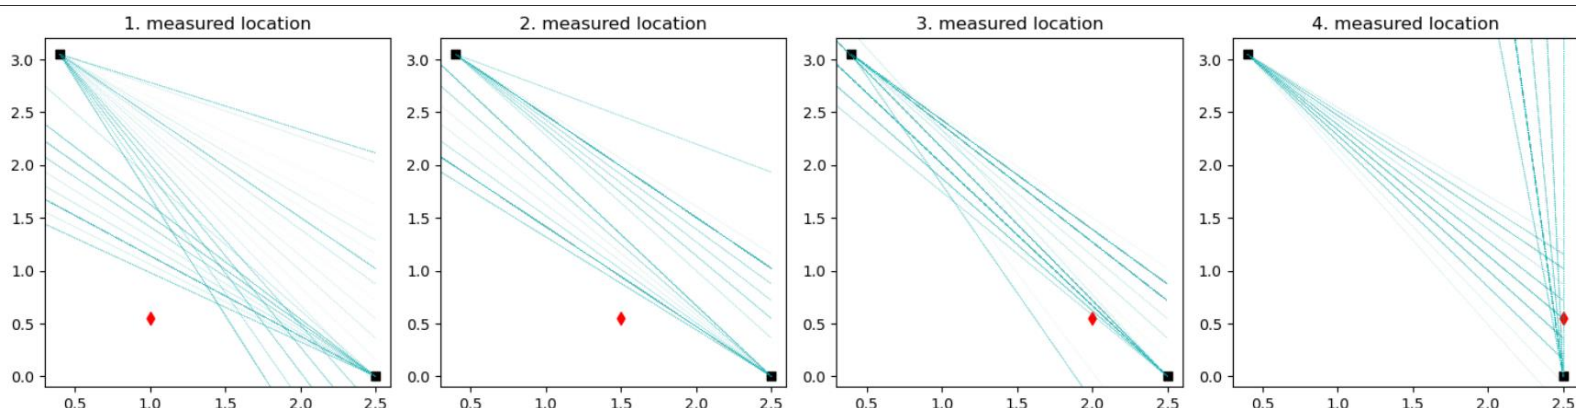 1. measured location
2. measured location
3. measured location
4. measured location
3.0 3.0 3.0 3.0
2.5 2.5 2.5 2.5
2.0 2.0 2.0 2.0
1.5 1.5 1.5 1.5
1.0 1.0 1.0 1.0
0.5 0.5 0.5 0.5
0.0 0.0 0.0 0.0
0.5 1.0 1.5 2.0 2.5 0.5 1.0 1.5 2.0 2.5 0.5 1.0 1.5 2.0 2.5 0.5 1.0 1.5 2.0 2.5